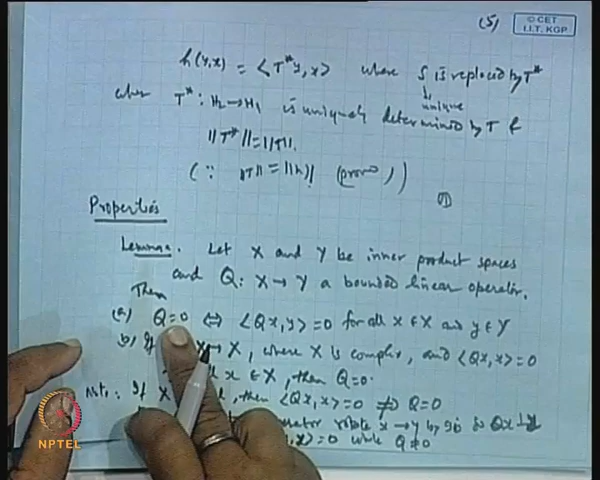 (5)
© CET
I.I.T. KGP
h(y,x) = < T* y, x > where S is replaced by T*
unique
where T* : H₂ → H₁ is uniquely determined by T &
||T*|| = ||T||.
(∵ ||T|| = ||h|| (proved))
Properties
Lemma. Let X and Y be inner product spaces
and Q : X → Y a bounded linear operator.
Then
(a) Q = 0 ⇔ <Qx, y> = 0 for all x ∈ X and y ∈ Y
b) If X → X, where X is complex, and <Qx, x> = 0
x ∈ X, then Q = 0.
Note : If X then <Qx, x> = 0 ⇏ Q = 0
rotate x → y by 90° so Qx ⊥
x> = 0 while Q ≠ 0
NPTEL